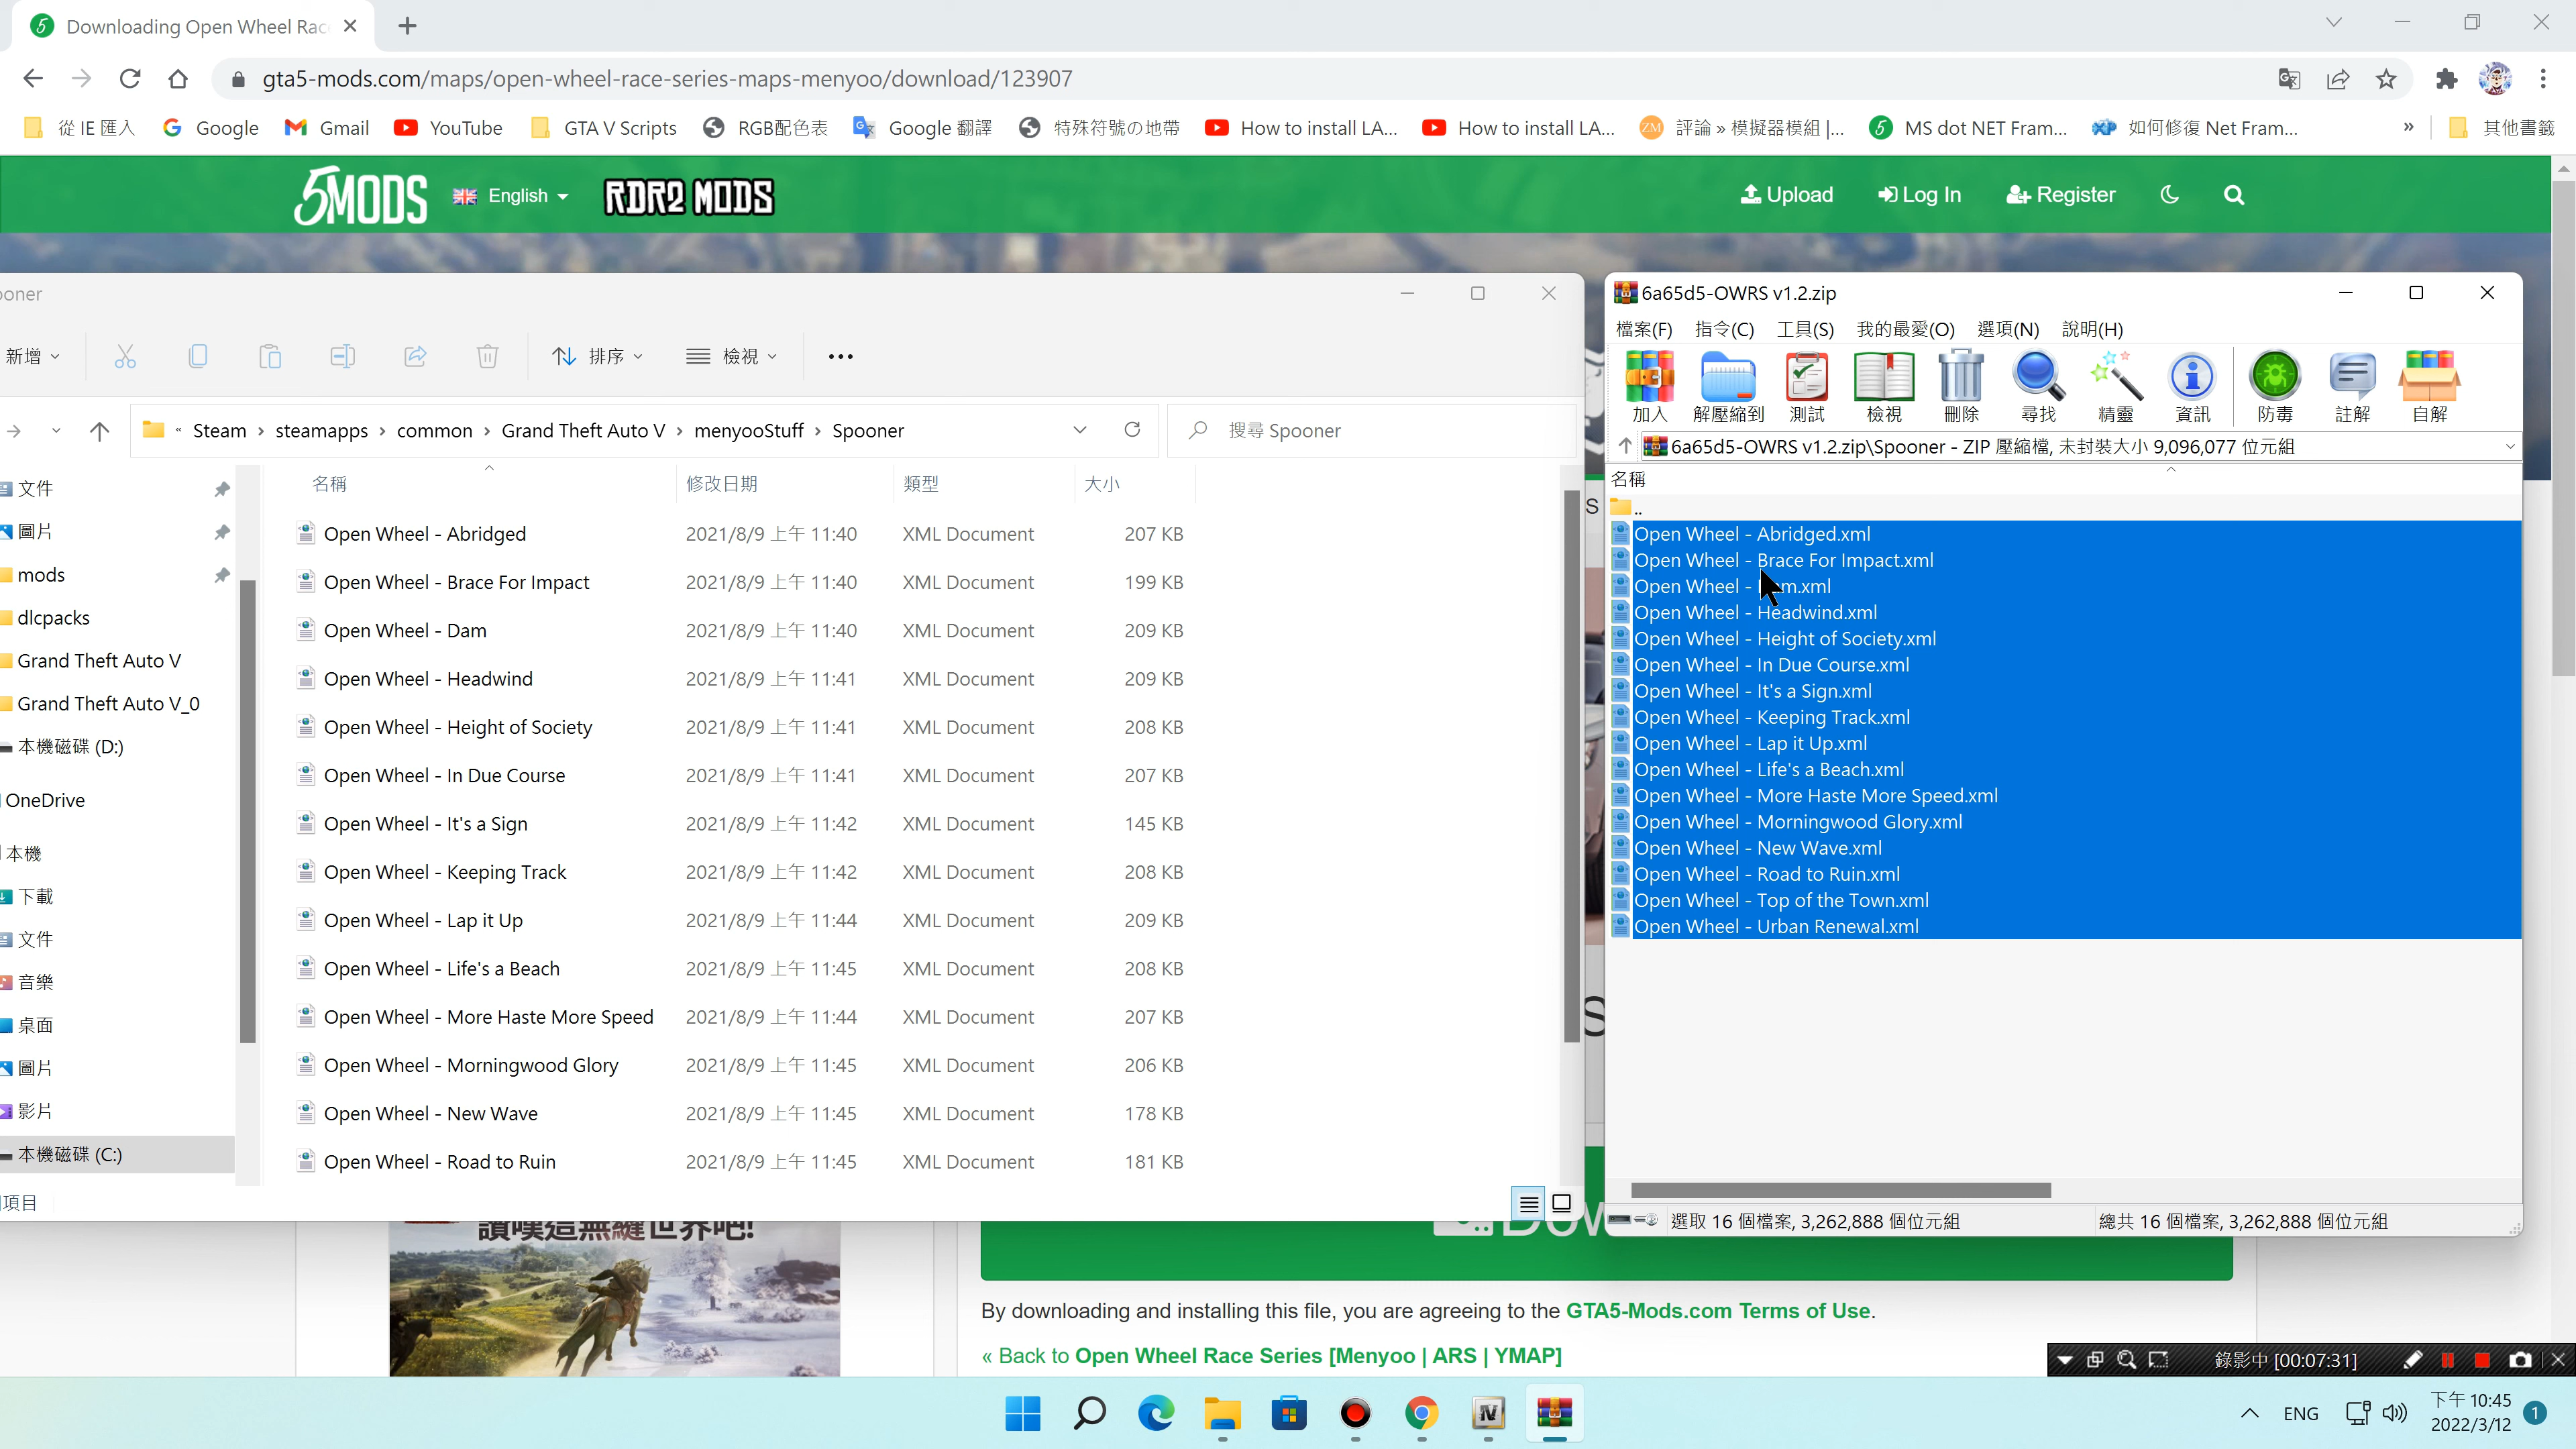 Downloading Open Wheel Rac
gta5-mods.com/maps/open-wheel-race-series-maps-menyoo/download/123907
從 IE 匯入 Google Gmail YouTube GTA V Scripts RGB配色表 Google 翻譯 特殊符號の地帶 How to install LA... How to install LA... 評論 » 模擬器模組 |... MS dot NET Fram... 如何修復 Net Fram... » 其他書籤
5MODS English RDR2 MODS Upload Log In Register
ooner
新增 排序 檢視
Steam › steamapps › common › Grand Theft Auto V › menyooStuff › Spooner 搜尋 Spooner
文件
圖片
mods
dlcpacks
Grand Theft Auto V
Grand Theft Auto V_0
本機磁碟 (D:)
OneDrive
本機
下載
文件
音樂
桌面
圖片
影片
本機磁碟 (C:)
項目
名稱 修改日期 類型 大小
Open Wheel - Abridged 2021/8/9 上午 11:40 XML Document 207 KB
Open Wheel - Brace For Impact 2021/8/9 上午 11:40 XML Document 199 KB
Open Wheel - Dam 2021/8/9 上午 11:40 XML Document 209 KB
Open Wheel - Headwind 2021/8/9 上午 11:41 XML Document 209 KB
Open Wheel - Height of Society 2021/8/9 上午 11:41 XML Document 208 KB
Open Wheel - In Due Course 2021/8/9 上午 11:41 XML Document 207 KB
Open Wheel - It's a Sign 2021/8/9 上午 11:42 XML Document 145 KB
Open Wheel - Keeping Track 2021/8/9 上午 11:42 XML Document 208 KB
Open Wheel - Lap it Up 2021/8/9 上午 11:44 XML Document 209 KB
Open Wheel - Life's a Beach 2021/8/9 上午 11:45 XML Document 208 KB
Open Wheel - More Haste More Speed 2021/8/9 上午 11:44 XML Document 207 KB
Open Wheel - Morningwood Glory 2021/8/9 上午 11:45 XML Document 206 KB
Open Wheel - New Wave 2021/8/9 上午 11:45 XML Document 178 KB
Open Wheel - Road to Ruin 2021/8/9 上午 11:45 XML Document 181 KB
6a65d5-OWRS v1.2.zip
檔案(F) 指令(C) 工具(S) 我的最愛(O) 選項(N) 說明(H)
加入 解壓縮到 測試 檢視 刪除 尋找 精靈 資訊 防毒 註解 自解
6a65d5-OWRS v1.2.zip\Spooner - ZIP 壓縮檔, 未封裝大小 9,096,077 位元組
名稱
..
Open Wheel - Abridged.xml
Open Wheel - Brace For Impact.xml
Open Wheel - m.xml
Open Wheel - Headwind.xml
Open Wheel - Height of Society.xml
Open Wheel - In Due Course.xml
Open Wheel - It's a Sign.xml
Open Wheel - Keeping Track.xml
Open Wheel - Lap it Up.xml
Open Wheel - Life's a Beach.xml
Open Wheel - More Haste More Speed.xml
Open Wheel - Morningwood Glory.xml
Open Wheel - New Wave.xml
Open Wheel - Road to Ruin.xml
Open Wheel - Top of the Town.xml
Open Wheel - Urban Renewal.xml
選取 16 個檔案, 3,262,888 個位元組 總共 16 個檔案, 3,262,888 個位元組
讚嘆這無縫世界吧!
By downloading and installing this file, you are agreeing to the GTA5-Mods.com Terms of Use.
« Back to Open Wheel Race Series [Menyoo | ARS | YMAP]
錄影中 [00:07:31]
ENG 下午 10:45
2022/3/12 1